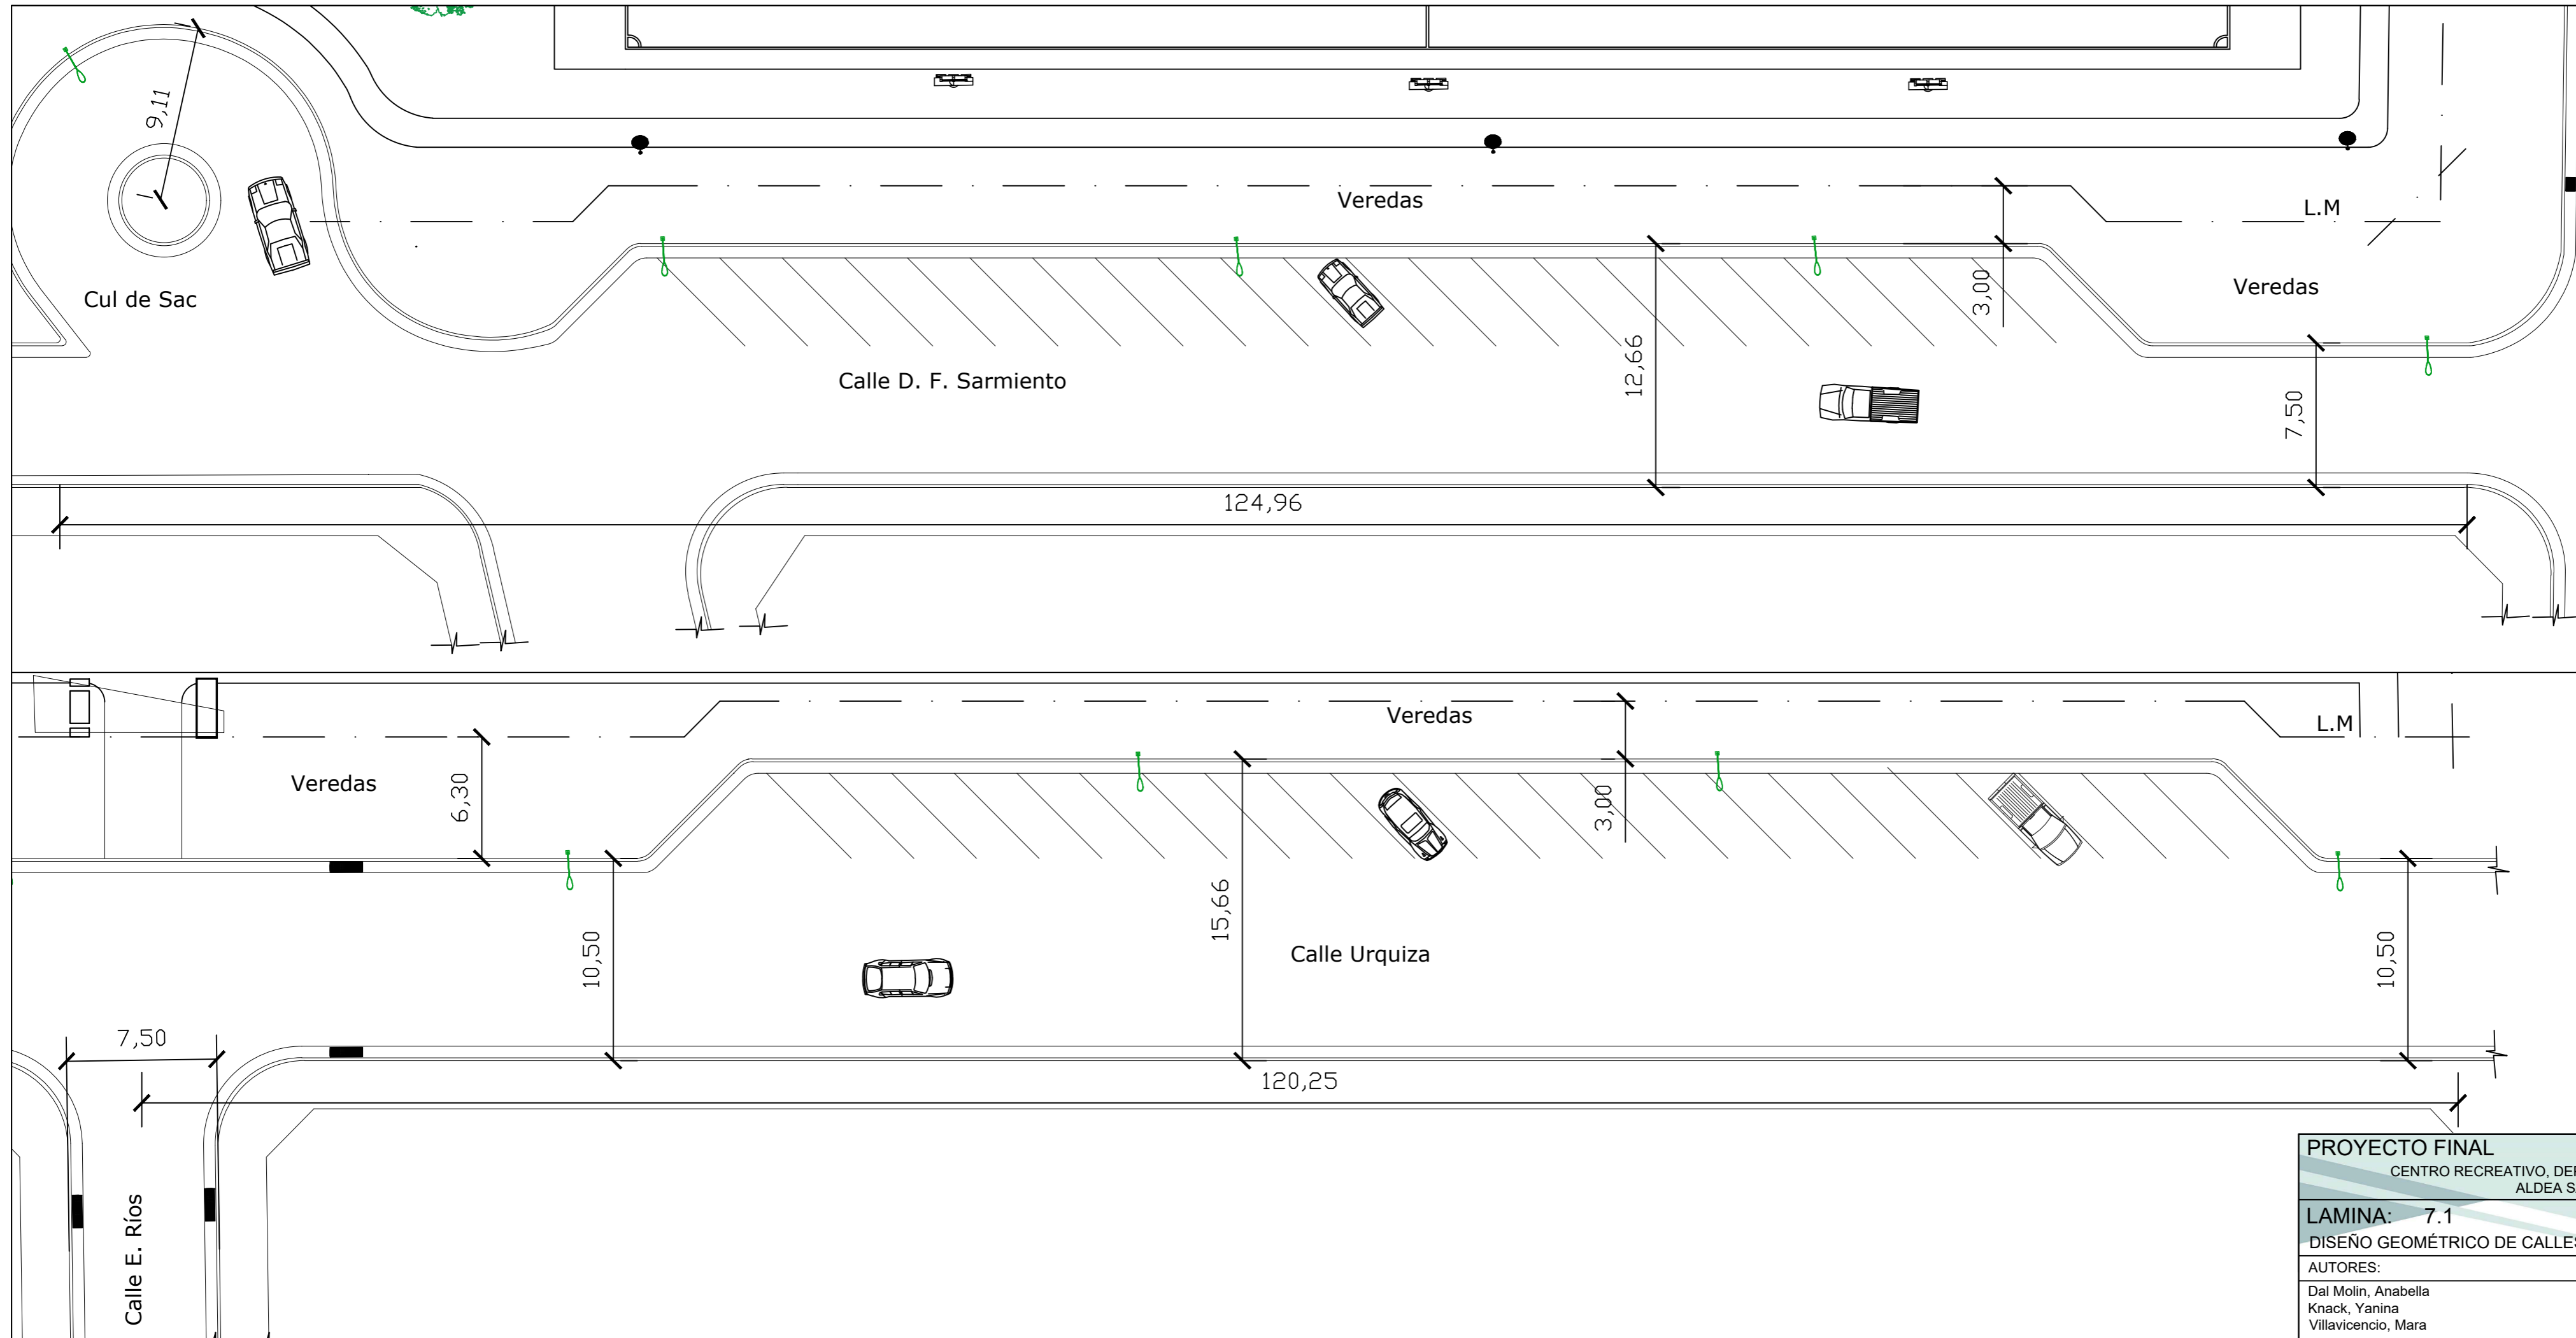 9,11
Veredas
L.M
Cul de Sac
3,00
Veredas
12,66
Calle D. F. Sarmiento
7,50
124,96
Veredas
L.M
Veredas
6,30
3,00
15,66
10,50
Calle Urquiza
10,50
7,50
120,25
Calle E. Ríos
PROYECTO FINAL
CENTRO RECREATIVO, DE
ALDEA S
LAMINA: 7.1
DISEÑO GEOMÉTRICO DE CALLES
AUTORES:
Dal Molin, Anabella
Knack, Yanina
Villavicencio, Mara